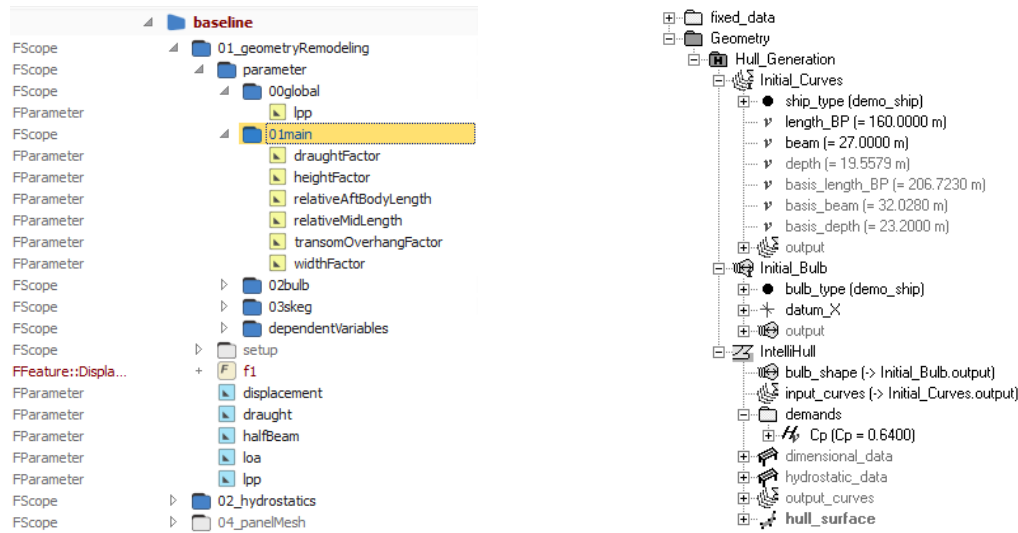 baseline
FScope 01_geometryRemodeling
FScope parameter
FScope 00global
FParameter lpp
FScope 01main
FParameter draughtFactor
FParameter heightFactor
FParameter relativeAftBodyLength
FParameter relativeMidLength
FParameter transomOverhangFactor
FParameter widthFactor
FScope 02bulb
FScope 03skeg
FScope dependentVariables
FScope setup
FFeature::Displa... F f1
FParameter displacement
FParameter draught
FParameter halfBeam
FParameter loa
FParameter lpp
FScope 02_hydrostatics
FScope 04_panelMesh
fixed_data
Geometry
H Hull_Generation
Initial_Curves
ship_type (demo_ship)
ν length_BP (= 160.0000 m)
ν beam (= 27.0000 m)
ν depth (= 19.5579 m)
ν basis_length_BP (= 206.7230 m)
ν basis_beam (= 32.0280 m)
ν basis_depth (= 23.2000 m)
output
Initial_Bulb
bulb_type (demo_ship)
datum_X
output
IntelliHull
bulb_shape (-> Initial_Bulb.output)
input_curves (-> Initial_Curves.output)
demands
Cp (Cp = 0.6400)
dimensional_data
hydrostatic_data
output_curves
hull_surface